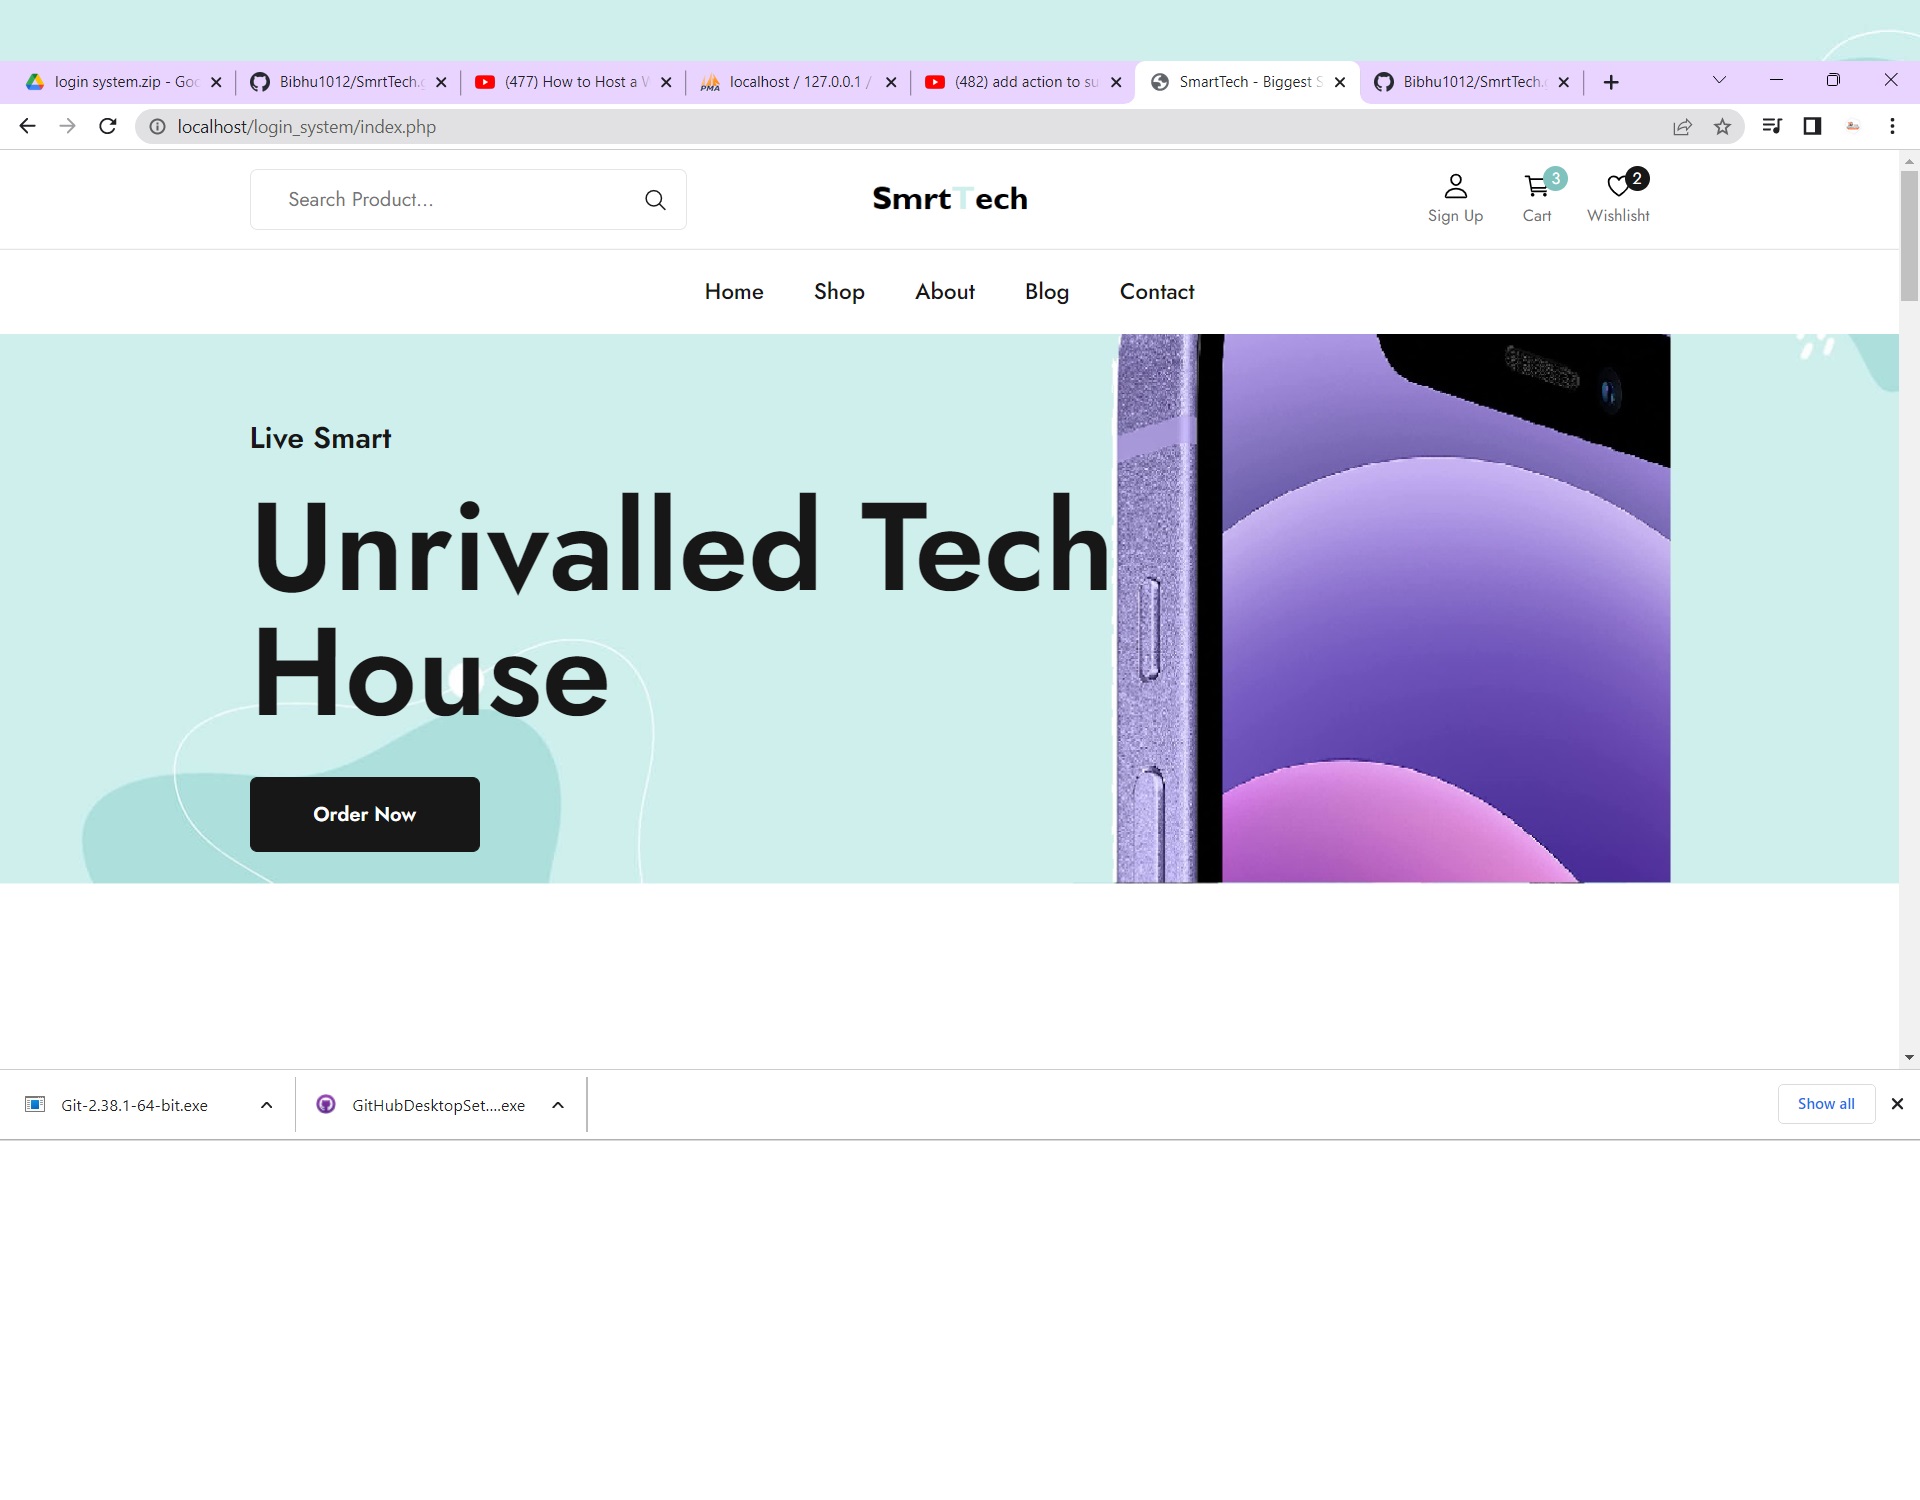 login system.zip - Goo
Bibhu1012/SmrtTech.g
(477) How to Host a W
localhost / 127.0.0.1 /
(482) add action to su
SmartTech - Biggest S
Bibhu1012/SmrtTech.g
localhost/login_system/index.php
Search Product...
SmrtTech
3
2
Sign Up
Cart
Wishlisht
Home
Shop
About
Blog
Contact
Live Smart
Unrivalled Tech
House
Order Now
Git-2.38.1-64-bit.exe
GitHubDesktopSet....exe
Show all